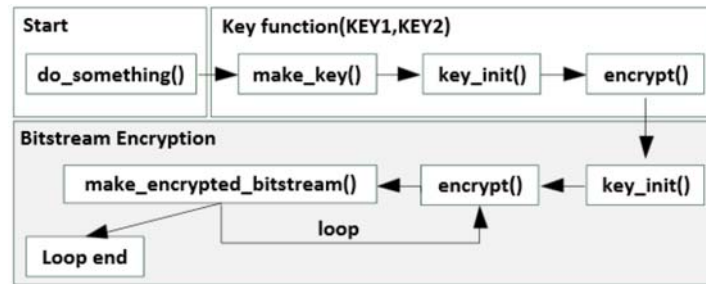 Start
Key function(KEY1,KEY2)
do_something()
make_key()
key_init()
encrypt()
Bitstream Encryption
make_encrypted_bitstream()
encrypt()
key_init()
loop
Loop end